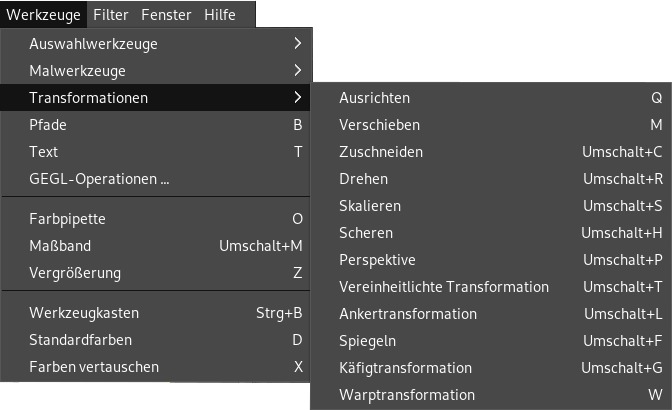 Werkzeuge Filter Fenster Hilfe
Auswahlwerkzeuge
Malwerkzeuge
Transformationen
Pfade B
Text T
GEGL-Operationen ...
Farbpipette O
Maßband Umschalt+M
Vergrößerung Z
Werkzeugkasten Strg+B
Standardfarben D
Farben vertauschen X
Ausrichten Q
Verschieben M
Zuschneiden Umschalt+C
Drehen Umschalt+R
Skalieren Umschalt+S
Scheren Umschalt+H
Perspektive Umschalt+P
Vereinheitlichte Transformation Umschalt+T
Ankertransformation Umschalt+L
Spiegeln Umschalt+F
Käfigtransformation Umschalt+G
Warptransformation W